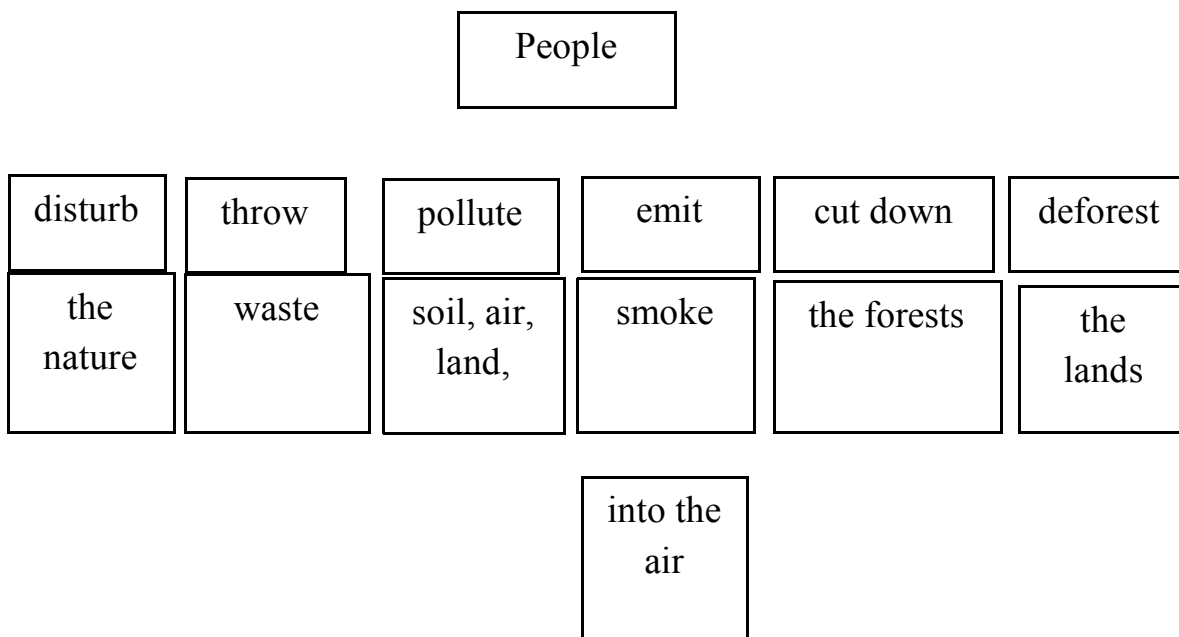 People
disturb
throw
pollute
emit
cut down
deforest
the
nature
waste
soil, air,
land,
smoke
the forests
the
lands
into the
air